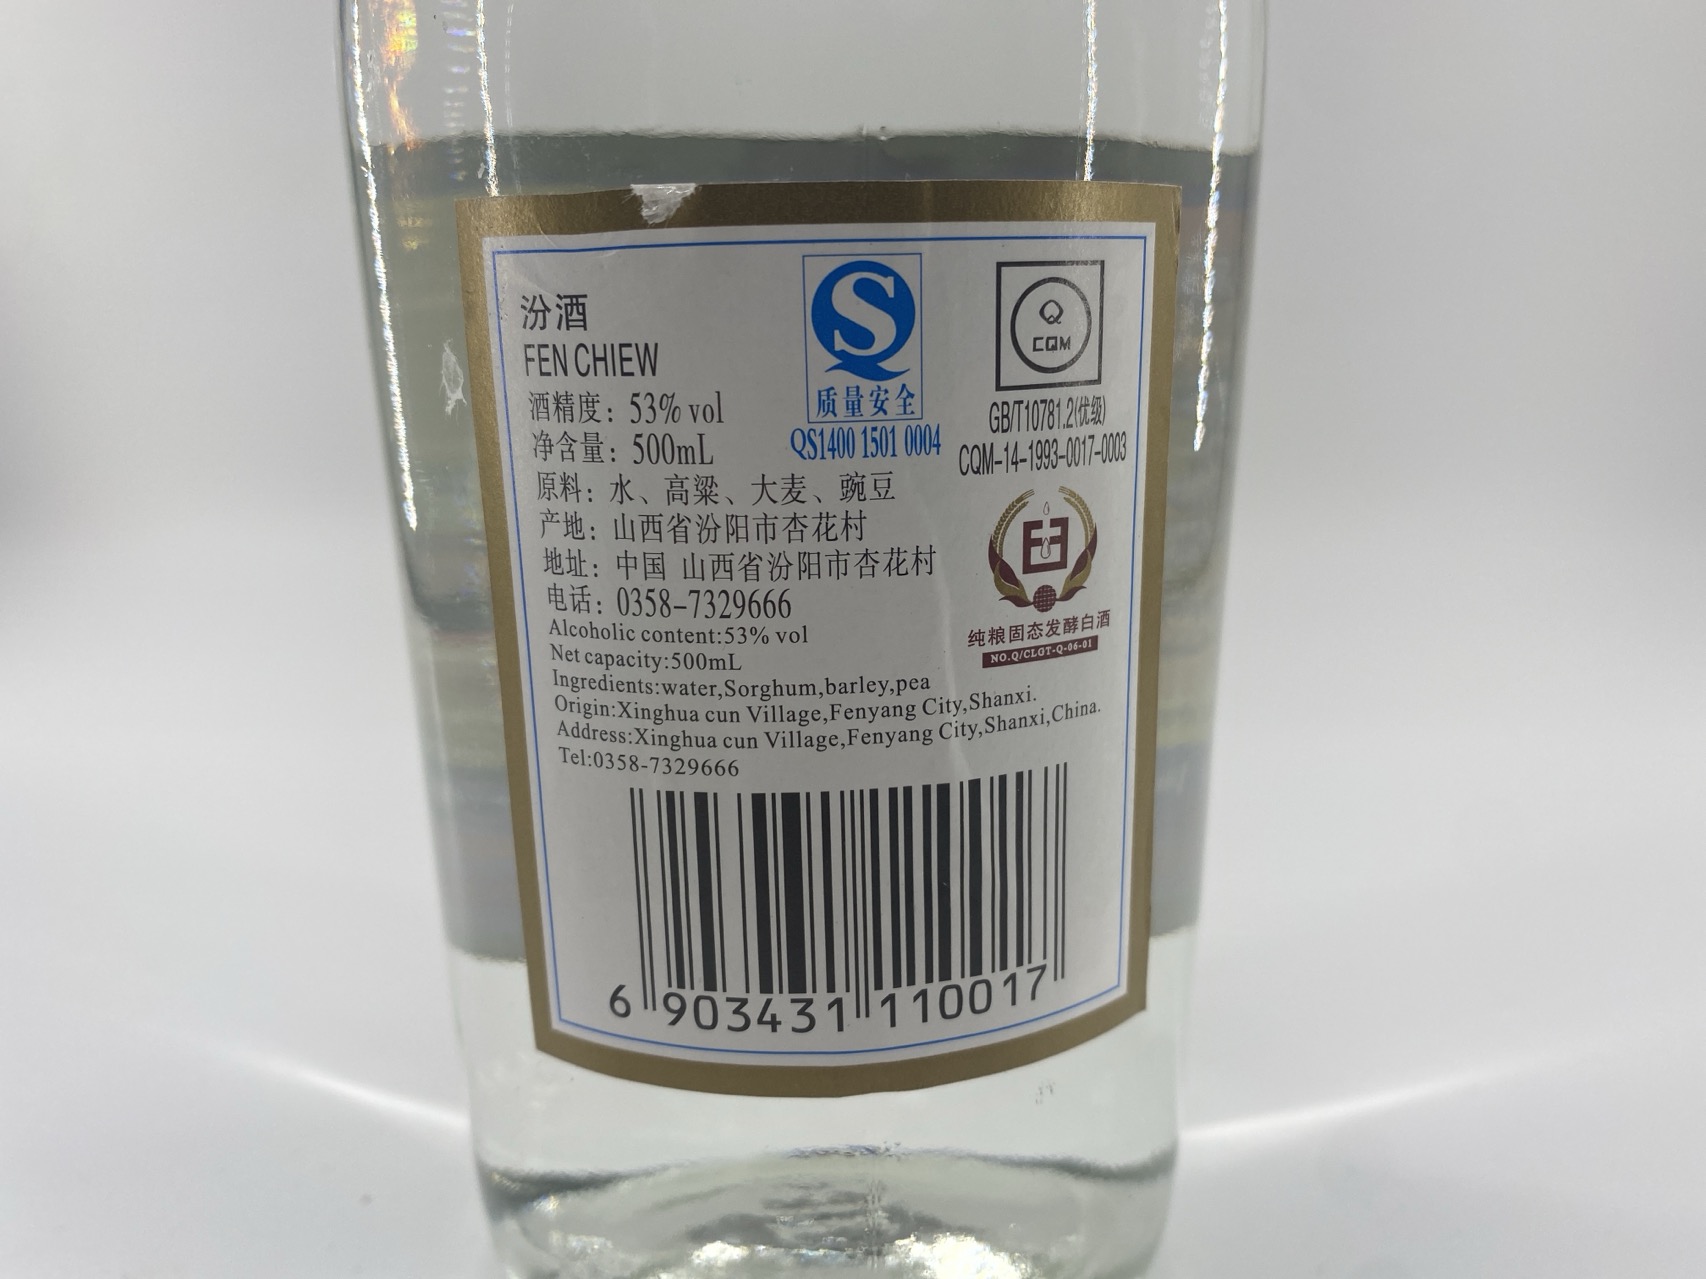 汾酒
FEN CHIEW
酒精度：53% vol
净含量：500mL
原料：水、高粱、大麦、豌豆
产地：山西省汾阳市杏花村
地址：中国 山西省汾阳市杏花村
电话：0358-7329666
Alcoholic content:53% vol
Net capacity:500mL
Ingredients:water,Sorghum,barley,pea
Origin:Xinghua cun Village,Fenyang City,Shanxi.
Address:Xinghua cun Village,Fenyang City,Shanxi,China.
Tel:0358-7329666
S
质量安全
QS1400 1501 0004
Q
CQM
GB/T10781.2(优级)
CQM-14-1993-0017-0003
纯粮固态发酵白酒
NO.Q/CLGT-Q-06-01
6 903431 110017